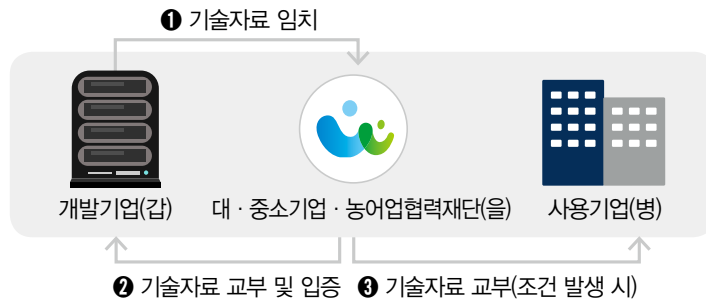 ❶ 기술자료 임치
개발기업(갑)
대 · 중소기업 · 농어업협력재단(을)
사용기업(병)
❷ 기술자료 교부 및 입증
❸ 기술자료 교부(조건 발생 시)